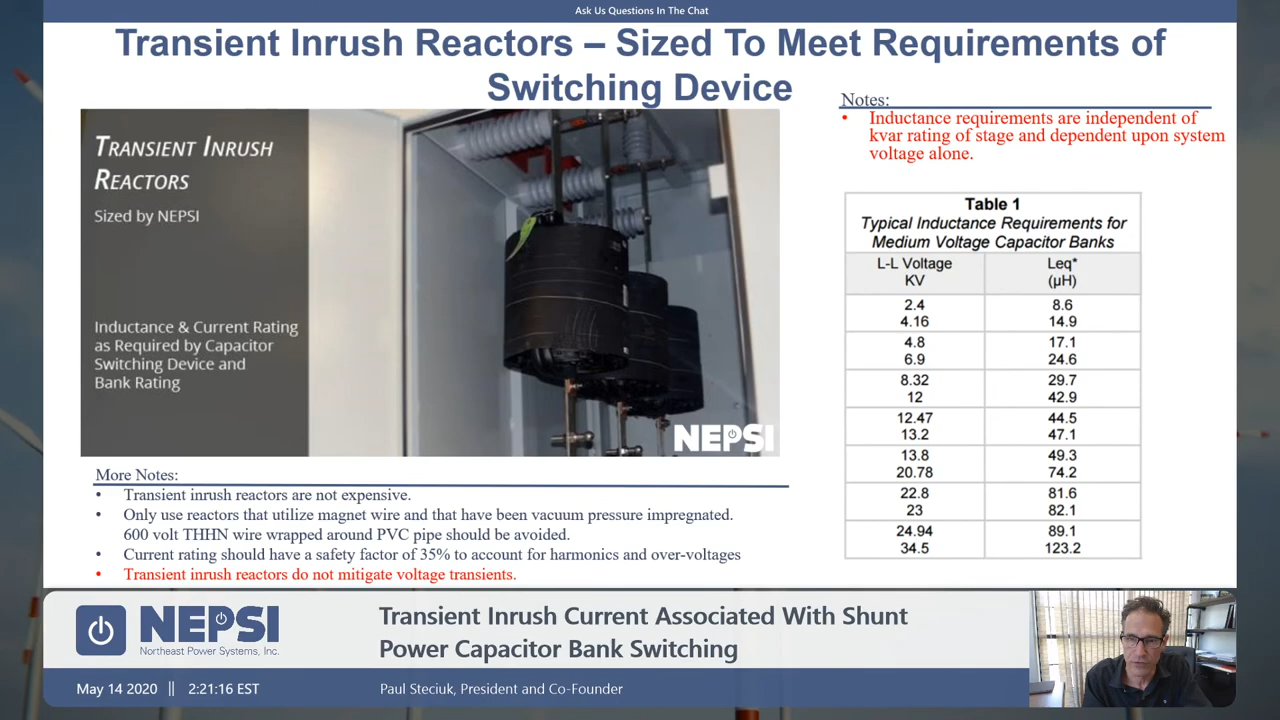 Ask Us Questions In The Chat
Transient Inrush Reactors – Sized To Meet Requirements of
Switching Device
TRANSIENT INRUSH
REACTORS
Sized by NEPSI
Inductance & Current Rating
as Required by Capacitor
Switching Device and
Bank Rating
NEPSI
Notes:
• Inductance requirements are independent of
kvar rating of stage and dependent upon system
voltage alone.
Table 1
Typical Inductance Requirements for
Medium Voltage Capacitor Banks
L-L Voltage Leq*
KV (µH)
2.4 8.6
4.16 14.9
4.8 17.1
6.9 24.6
8.32 29.7
12 42.9
12.47 44.5
13.2 47.1
13.8 49.3
20.78 74.2
22.8 81.6
23 82.1
24.94 89.1
34.5 123.2
More Notes:
• Transient inrush reactors are not expensive.
• Only use reactors that utilize magnet wire and that have been vacuum pressure impregnated.
600 volt THHN wire wrapped around PVC pipe should be avoided.
• Current rating should have a safety factor of 35% to account for harmonics and over-voltages
• Transient inrush reactors do not mitigate voltage transients.
NEPSI
Northeast Power Systems, Inc.
Transient Inrush Current Associated With Shunt
Power Capacitor Bank Switching
May 14 2020 || 2:21:16 EST
Paul Steciuk, President and Co-Founder